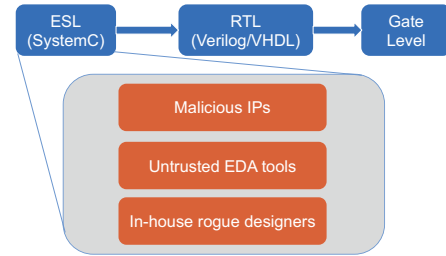 ESL
(SystemC)
RTL
(Verilog/VHDL)
Gate
Level
Malicious IPs
Untrusted EDA tools
In-house rogue designers